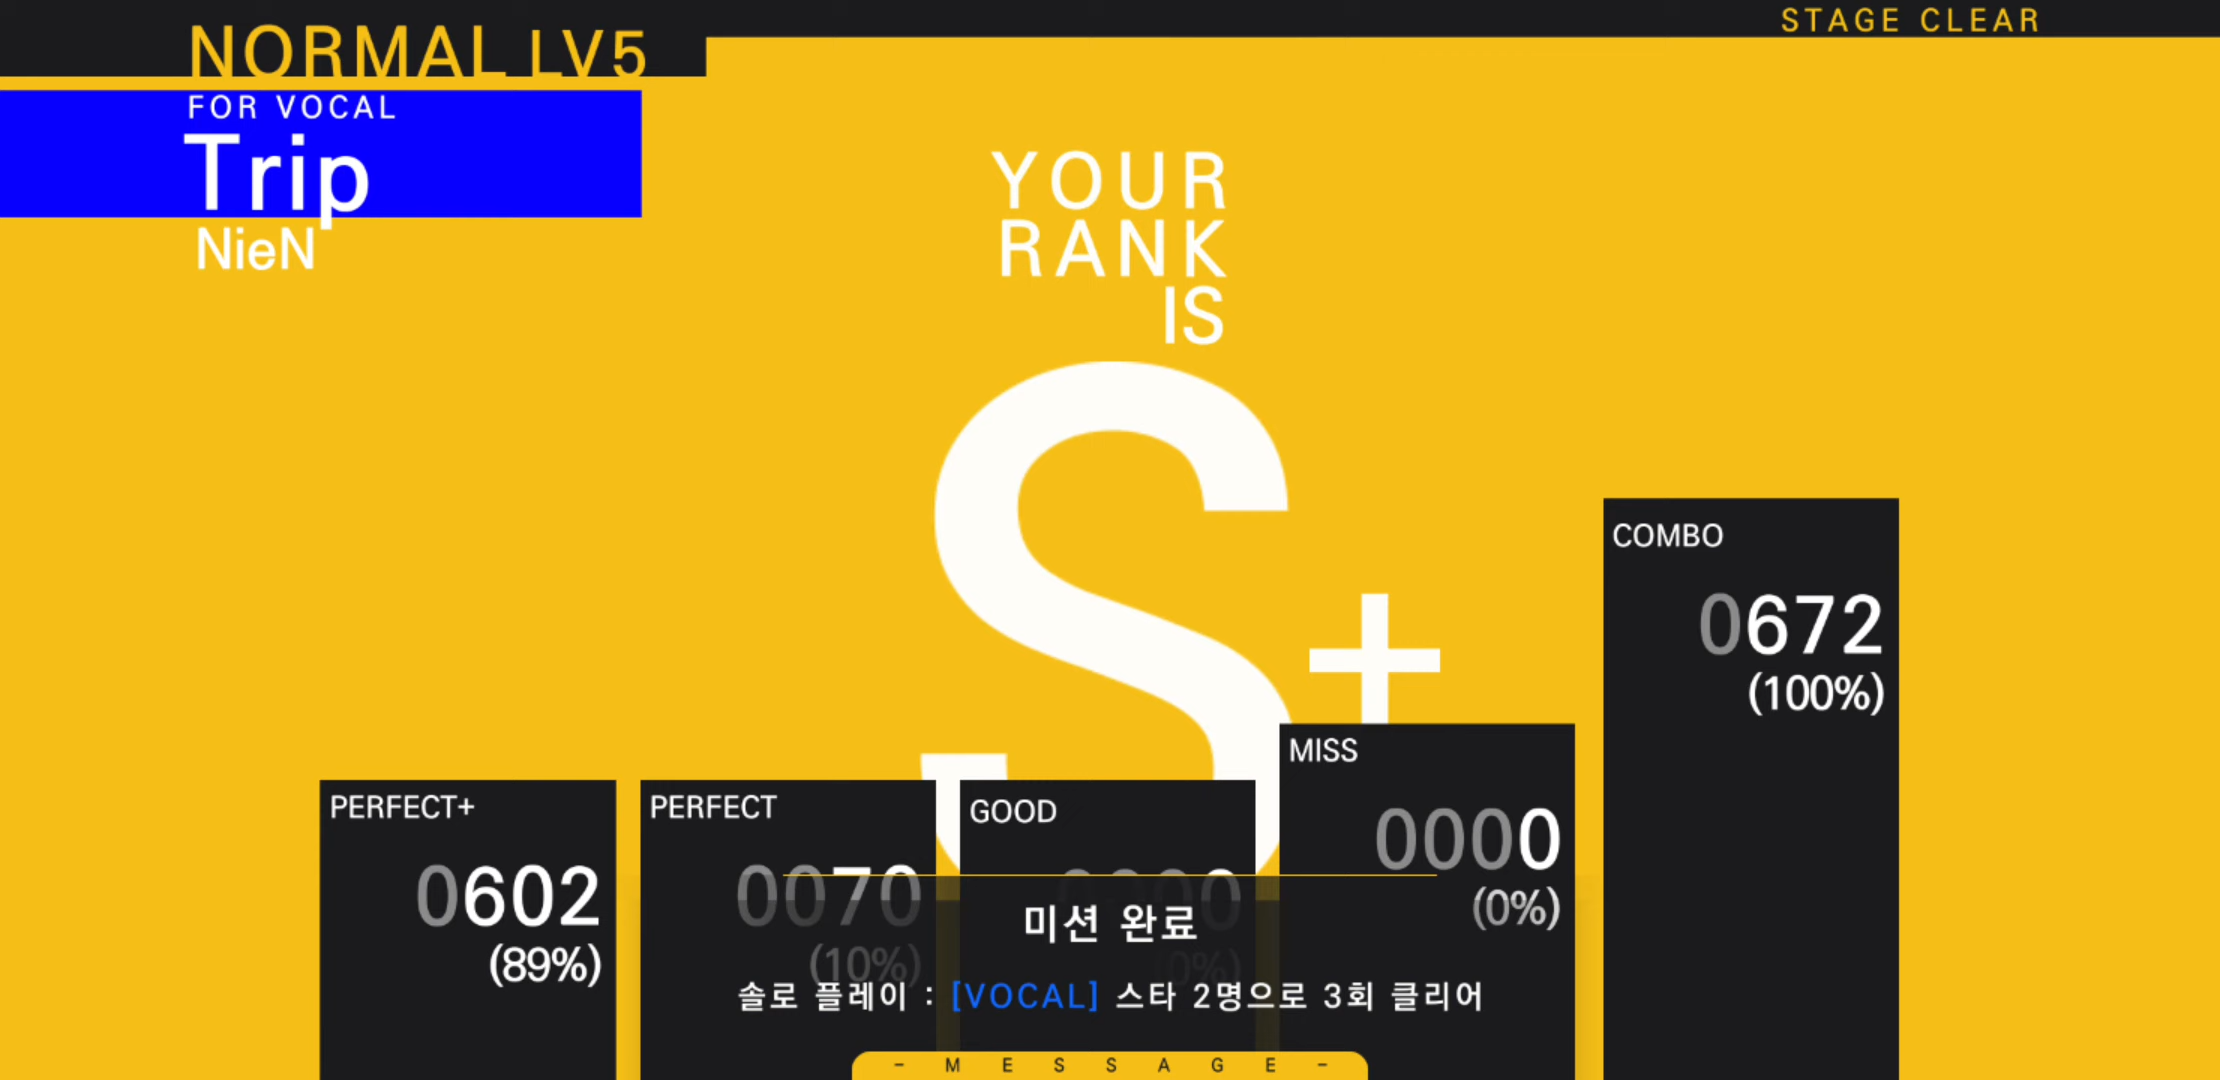 NORMAL LV5
STAGE CLEAR
FOR VOCAL
Trip
NieN
YOUR
RANK
IS
S+
COMBO
0672
(100%)
MISS
0000
(0%)
PERFECT+
0602
(89%)
PERFECT
0070
(10%)
GOOD
(0%)
미션 완료
솔로 플레이 : [VOCAL] 스타 2명으로 3회 클리어
- MESSAGE -